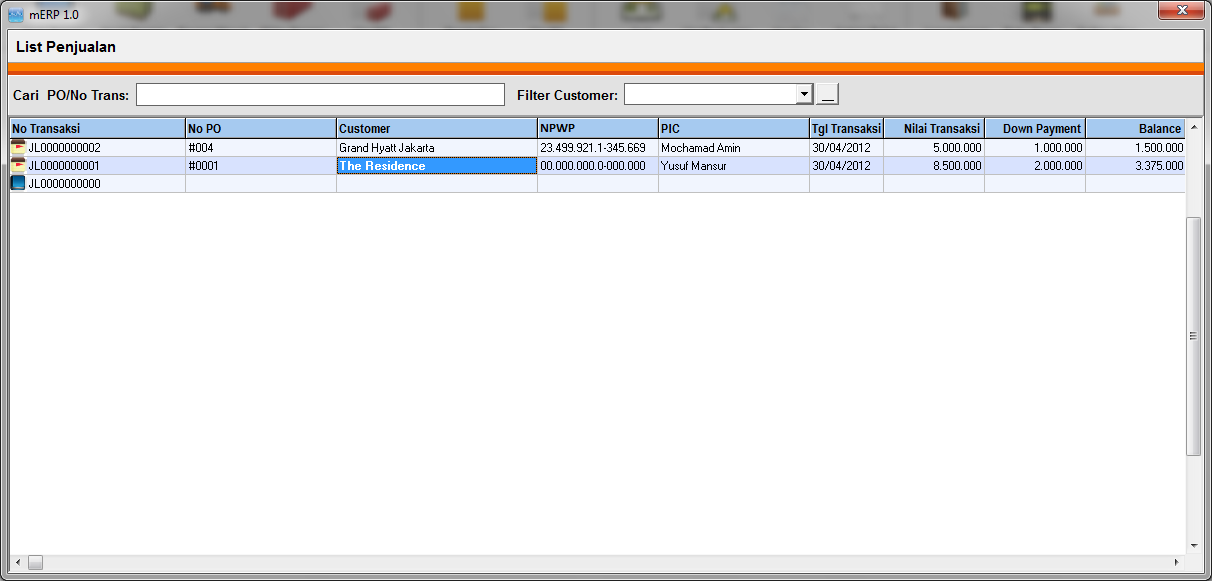 mERP 1.0
List Penjualan
Cari PO/No Trans: Filter Customer: __
No Transaksi No PO Customer NPWP PIC Tgl Transaksi Nilai Transaksi Down Payment Balance
JL0000000002 #004 Grand Hyatt Jakarta 23.499.921.1-345.669 Mochamad Amin 30/04/2012 5.000.000 1.000.000 1.500.000
JL0000000001 #0001 The Residence 00.000.000.0-000.000 Yusuf Mansur 30/04/2012 8.500.000 2.000.000 3.375.000
JL0000000000